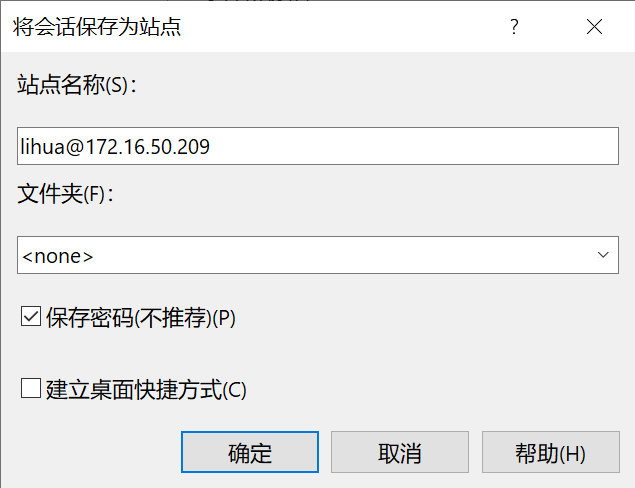 将会话保存为站点
站点名称(S)：
lihua@172.16.50.209
文件夹(F)：
<none>
保存密码(不推荐)(P)
建立桌面快捷方式(C)
确定 取消 帮助(H)